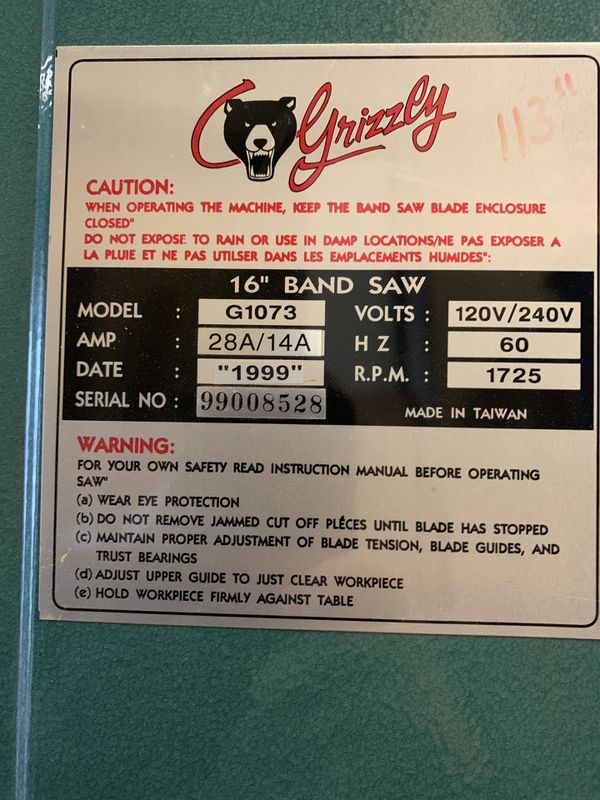 Grizzly
113"
CAUTION:
WHEN OPERATING THE MACHINE, KEEP THE BAND SAW BLADE ENCLOSURE
CLOSED"
DO NOT EXPOSE TO RAIN OR USE IN DAMP LOCATIONS/NE PAS EXPOSER A
LA PLUIE ET NE PAS UTILSER DANS LES EMPLACEMENTS HUMIDES":
16" BAND SAW
MODEL : G1073 VOLTS : 120V/240V
AMP : 28A/14A H Z : 60
DATE : "1999" R.P.M. : 1725
SERIAL NO : 99008528 MADE IN TAIWAN
WARNING:
FOR YOUR OWN SAFETY READ INSTRUCTION MANUAL BEFORE OPERATING
SAW"
(a) WEAR EYE PROTECTION
(b) DO NOT REMOVE JAMMED CUT OFF PLÉCES UNTIL BLADE HAS STOPPED
(c) MAINTAIN PROPER ADJUSTMENT OF BLADE TENSION, BLADE GUIDES, AND
TRUST BEARINGS
(d) ADJUST UPPER GUIDE TO JUST CLEAR WORKPIECE
(e) HOLD WORKPIECE FIRMLY AGAINST TABLE